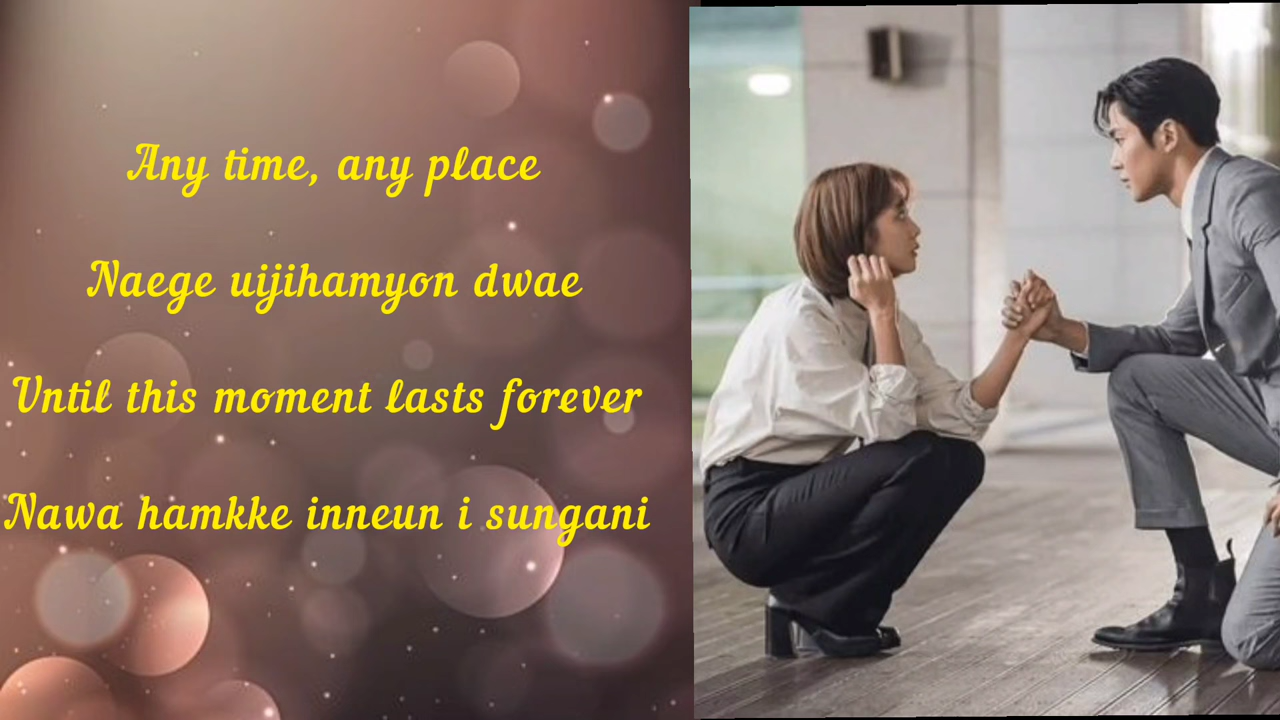 Any time, any place
Naege uijihamyon dwae
Until this moment lasts forever
Nawa hamkke inneun i sungani